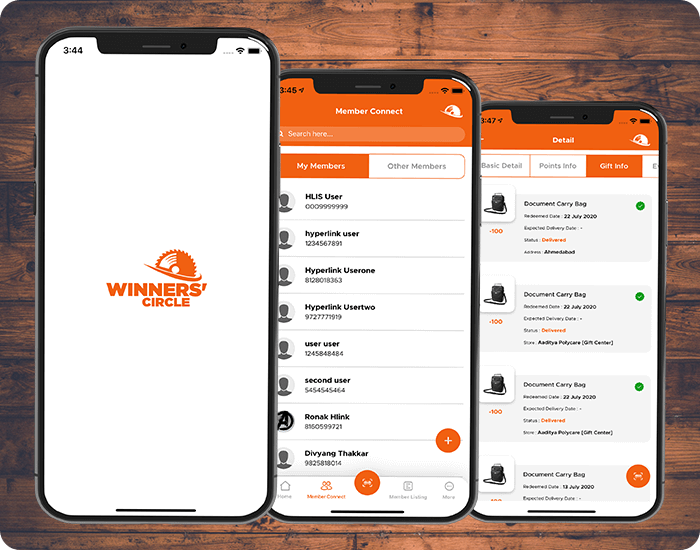 3:44
WINNERS'
CIRCLE
3:45
Member Connect
Search here...
My Members
Other Members
HLIS User
0009999999
hyperlink user
1234567891
Hyperlink Userone
8128018363
Hyperlink Usertwo
9727771919
user user
1245848484
second user
5454545464
Ronak Hlink
8160599721
Divyang Thakkar
9825818014
Home
Member Connect
Member Listing
More
3:47
Detail
Basic Detail
Points Info
Gift Info
E
Document Carry Bag
Redeemed Date : 22 July 2020
Expected Delivery Date : -
-100
Status : Delivered
Address : Ahmedabad
Document Carry Bag
Redeemed Date : 22 July 2020
Expected Delivery Date : -
-100
Status : Delivered
Store : Aaditya Polycare [Gift Center]
Document Carry Bag
Redeemed Date : 22 July 2020
Expected Delivery Date : -
-100
Status : Delivered
Store : Aaditya Polycare [Gift Center]
Document Carry Bag
Redeemed Date : 13 July 2020
Expected Delivery Date : -
-100